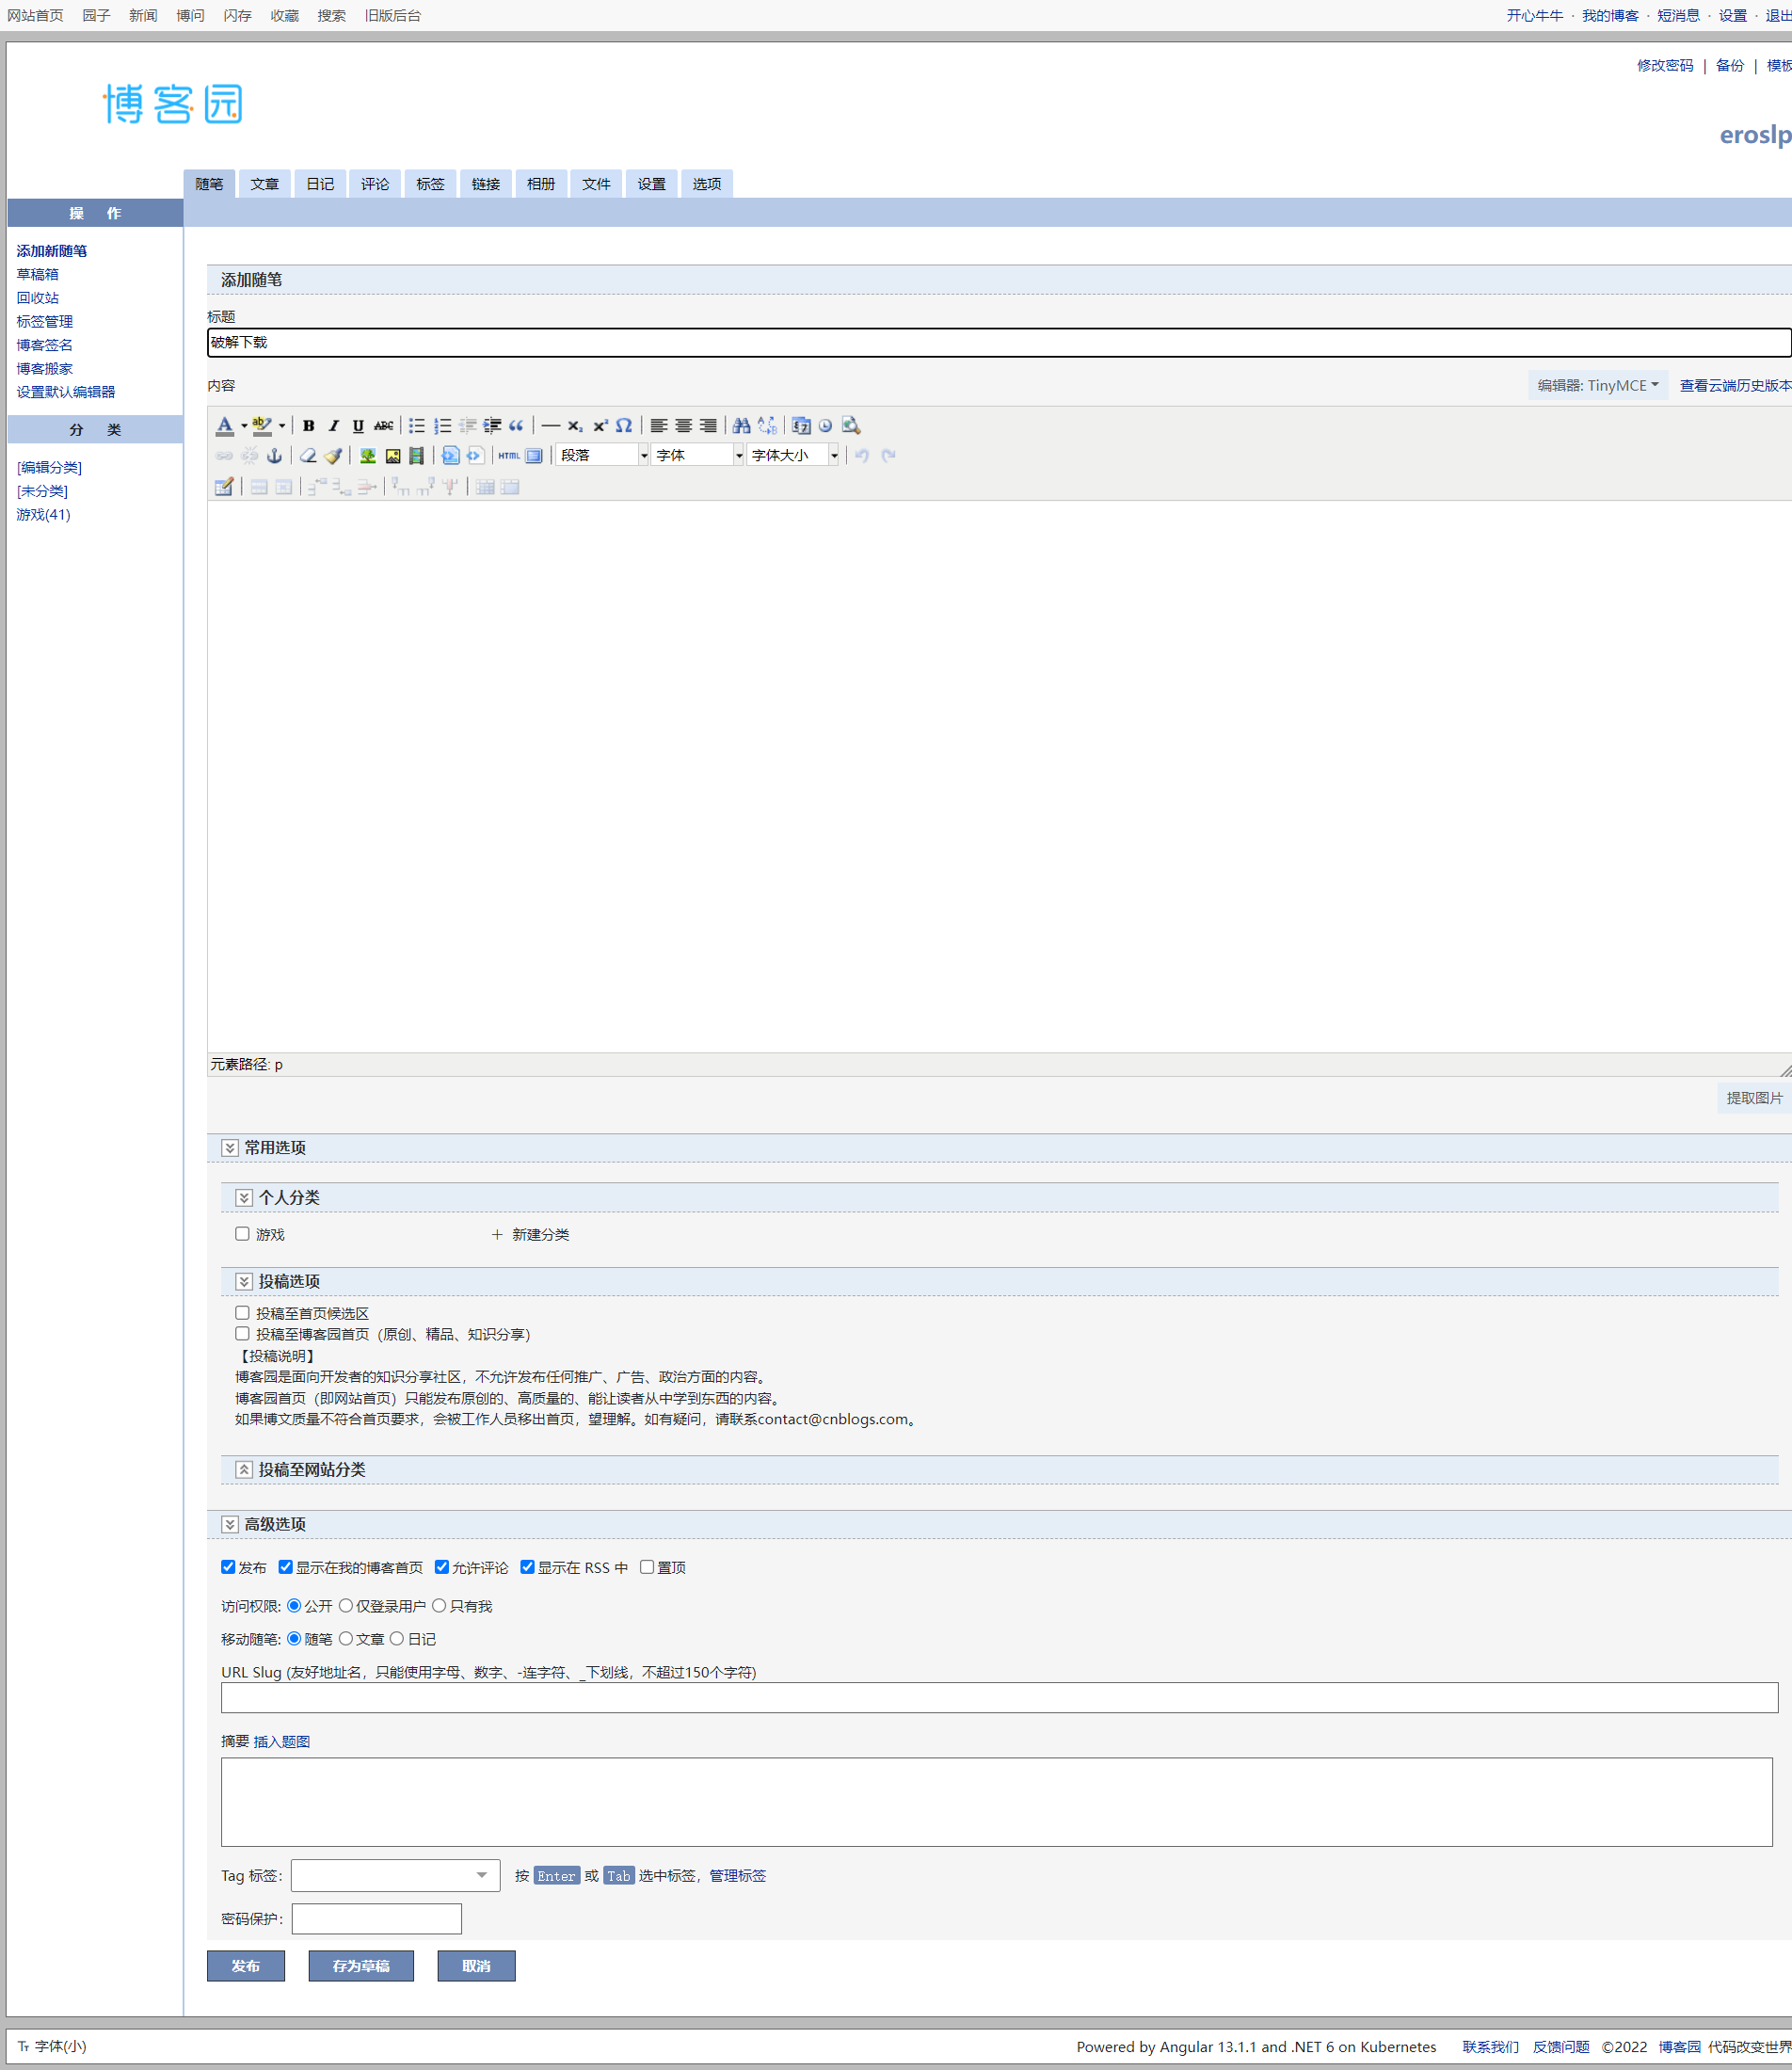 网站首页 园子 新闻 博问 闪存 收藏 搜索 旧版后台 开心牛牛 · 我的博客 · 短消息 · 设置 · 退出
修改密码 | 备份 | 模板
博客园
eroslp
随笔 文章 日记 评论 标签 链接 相册 文件 设置 选项
操 作
添加新随笔
草稿箱
回收站
标签管理
博客签名
博客搬家
设置默认编辑器
分 类
[编辑分类]
[未分类]
游戏(41)
添加随笔
标题
破解下载
内容 编辑器: TinyMCE 查看云端历史版本
HTML 段落 字体 字体大小
元素路径: p
提取图片
常用选项
个人分类
游戏 + 新建分类
投稿选项
投稿至首页候选区
投稿至博客园首页（原创、精品、知识分享）
【投稿说明】
博客园是面向开发者的知识分享社区，不允许发布任何推广、广告、政治方面的内容。
博客园首页（即网站首页）只能发布原创的、高质量的、能让读者从中学到东西的内容。
如果博文质量不符合首页要求，会被工作人员移出首页，望理解。如有疑问，请联系contact@cnblogs.com。
投稿至网站分类
高级选项
发布 显示在我的博客首页 允许评论 显示在 RSS 中 置顶
访问权限: 公开 仅登录用户 只有我
移动随笔: 随笔 文章 日记
URL Slug (友好地址名，只能使用字母、数字、-连字符、_下划线，不超过150个字符)
摘要 插入题图
Tag 标签: 按 Enter 或 Tab 选中标签，管理标签
密码保护:
发布 存为草稿 取消
字体(小) Powered by Angular 13.1.1 and .NET 6 on Kubernetes 联系我们 反馈问题 ©2022 博客园 代码改变世界